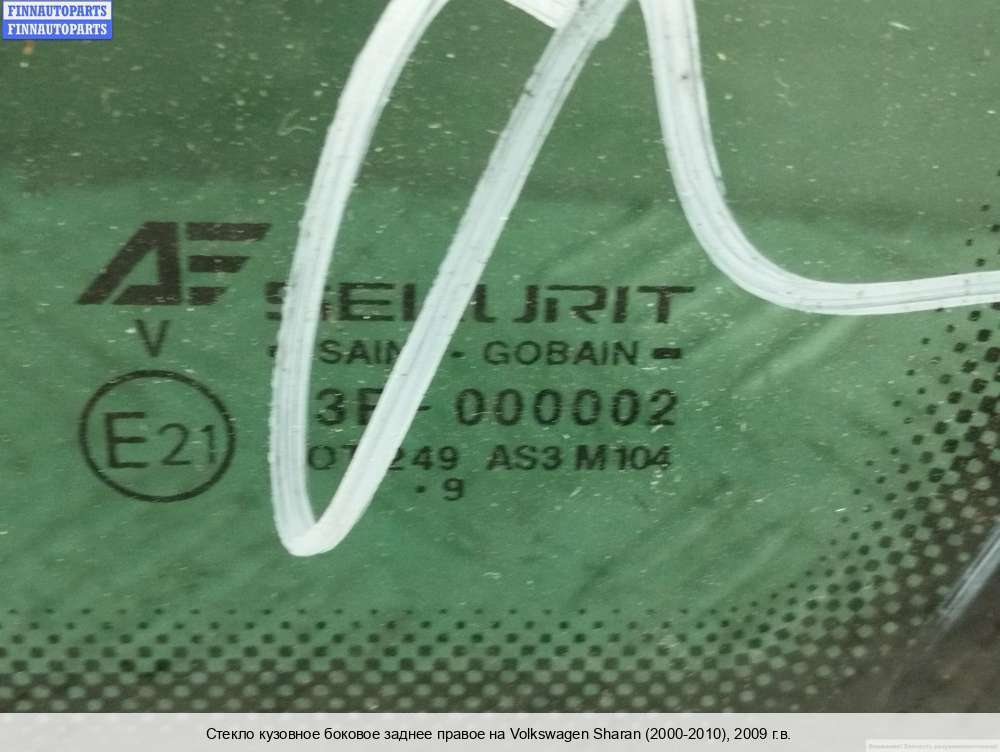 FINNAUTOPARTS
FINNAUTOPARTS
AF
SEKURIT
V
SAINT - GOBAIN
E21
000002
249 AS3 M104
. 9
Стекло кузовное боковое заднее правое на Volkswagen Sharan (2000-2010), 2009 г.в.